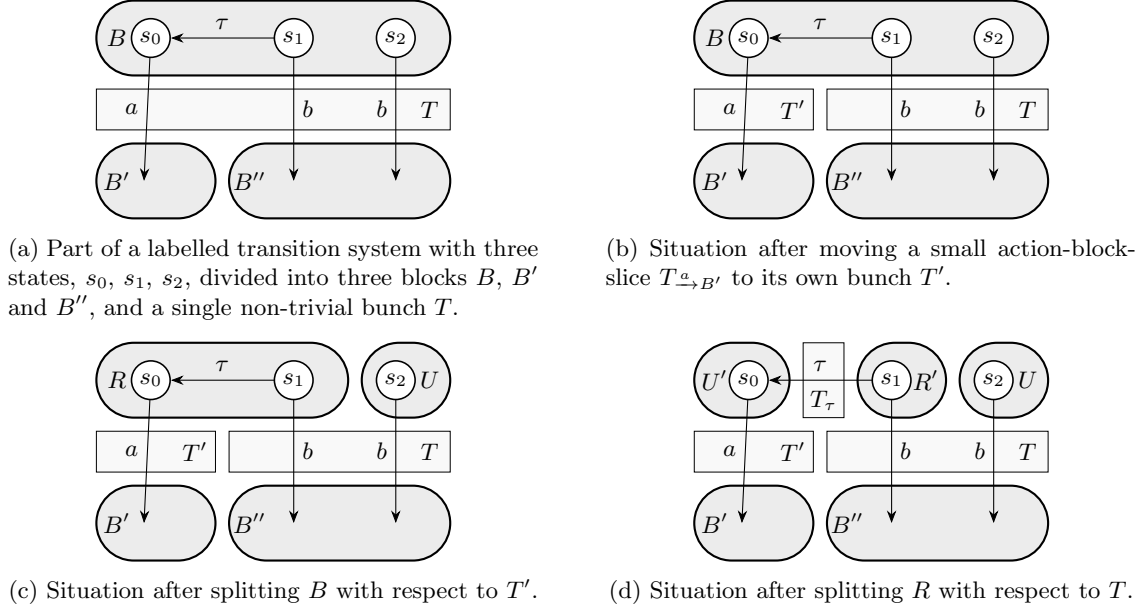 τ
τ
B s₀ s₁ s₂
B s₀ s₁ s₂
a b b T
a T′ b b T
B′ B′′
B′ B′′
(a) Part of a labelled transition system with three
states, s₀, s₁, s₂, divided into three blocks B, B′
and B′′, and a single non-trivial bunch T.
(b) Situation after moving a small action-block-
slice T_{\xrightarrow{a}B′} to its own bunch T′.
τ
τ
R s₀ s₁ s₂ U
U′ s₀ s₁ R′ s₂ U
T_τ
a T′ b b T
a T′ b b T
B′ B′′
B′ B′′
(c) Situation after splitting B with respect to T′.
(d) Situation after splitting R with respect to T.